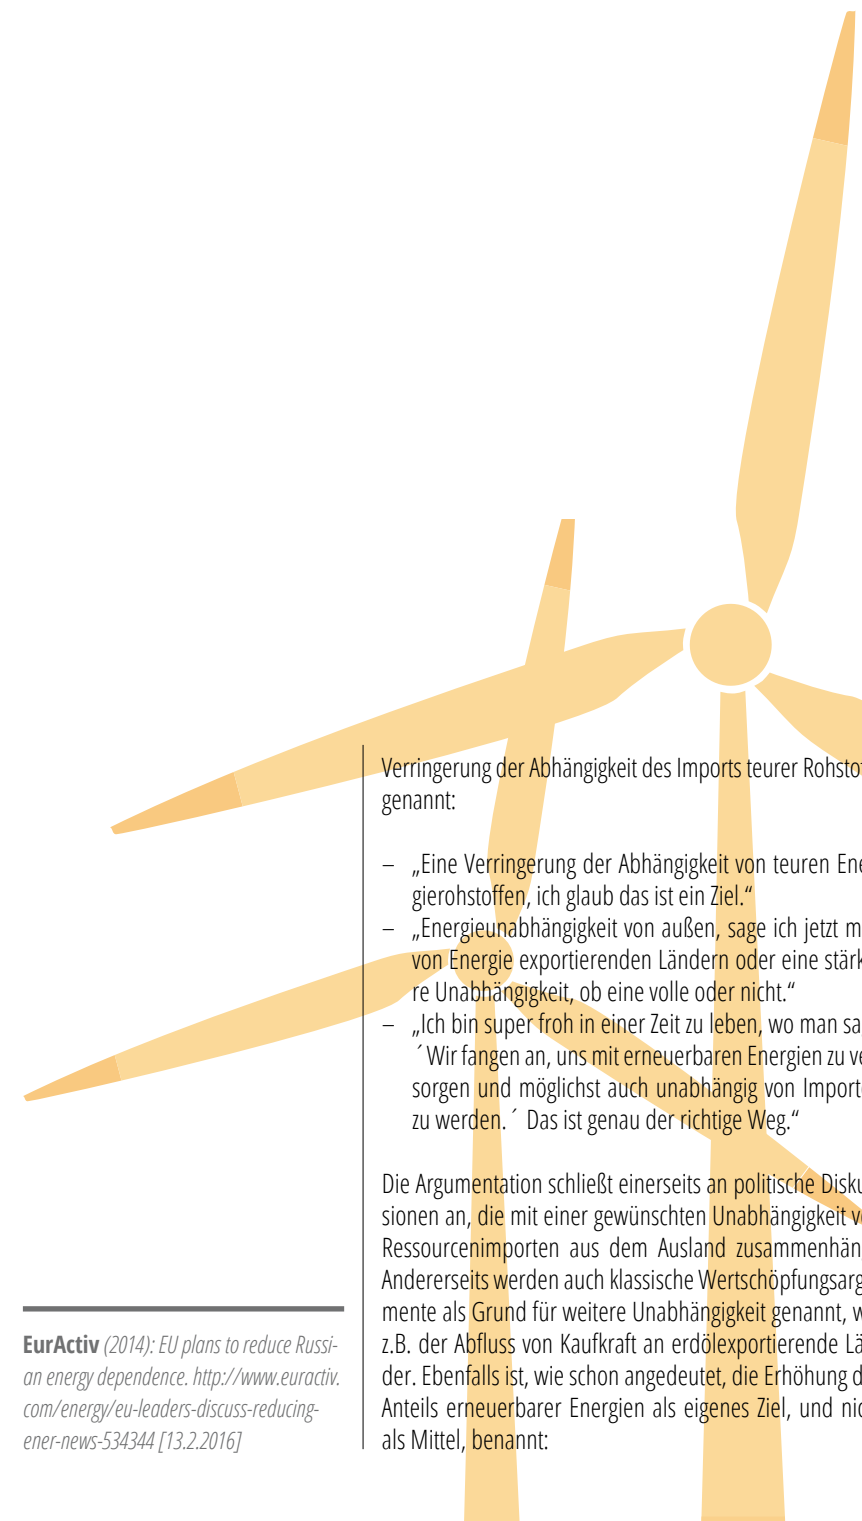 Verringerung der Abhängigkeit des Imports teurer
genannt:
– „Eine Verringerung der Abhängigkeit von teuren Ene
gierohstoffen, ich glaub das ist ein Ziel.“
– „Energieunabhängigkeit von außen, sage ich jetzt
von Energie exportierenden Ländern oder eine stärk
re Unabhängigkeit, ob eine volle oder nicht.“
– „Ich bin super froh in einer Zeit zu leben, wo man sa
´Wir fangen an, uns mit erneuerbaren Energien zu ve
sorgen und möglichst auch unabhängig von Importe
zu werden.´ Das ist genau der richtige Weg.“
Die Argumentation schließt einerseits an politische Disku
sionen an, die mit einer gewünschten Unabhängigkeit
Ressourcenimporten aus dem Ausland zusammenhän
Andererseits werden auch klassische Wertschöpfungsarg
mente als Grund für weitere Unabhängigkeit genannt, w
z.B. der Abfluss von Kaufkraft an erdölexportierende Lä
der. Ebenfalls ist, wie schon angedeutet, die Erhöhung d
Anteils erneuerbarer Energien als eigenes Ziel, und nic
als Mittel, benannt:
EurActiv (2014): EU plans to reduce Russi-
an energy dependence. http://www.euractiv.
com/energy/eu-leaders-discuss-reducing-
ener-news-534344 [13.2.2016]